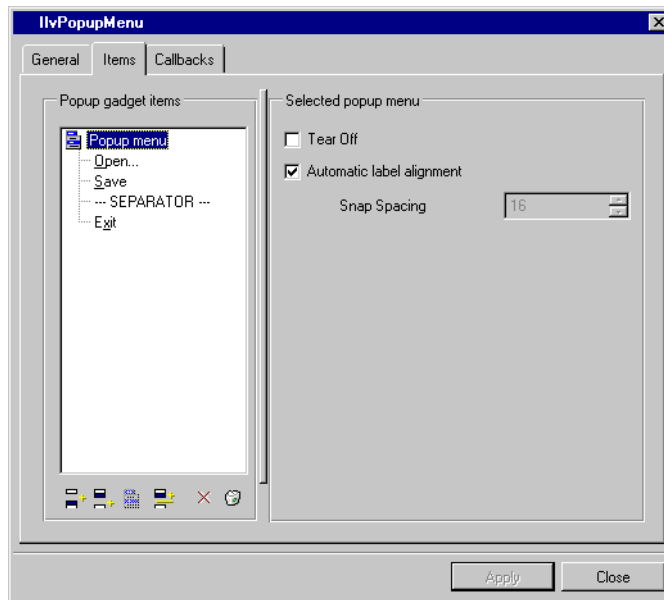 IlvPopupMenu
General Items Callbacks
Popup gadget items
Popup menu
Open...
Save
--- SEPARATOR ---
Exit
Selected popup menu
Tear Off
Automatic label alignment
Snap Spacing 16
Apply Close